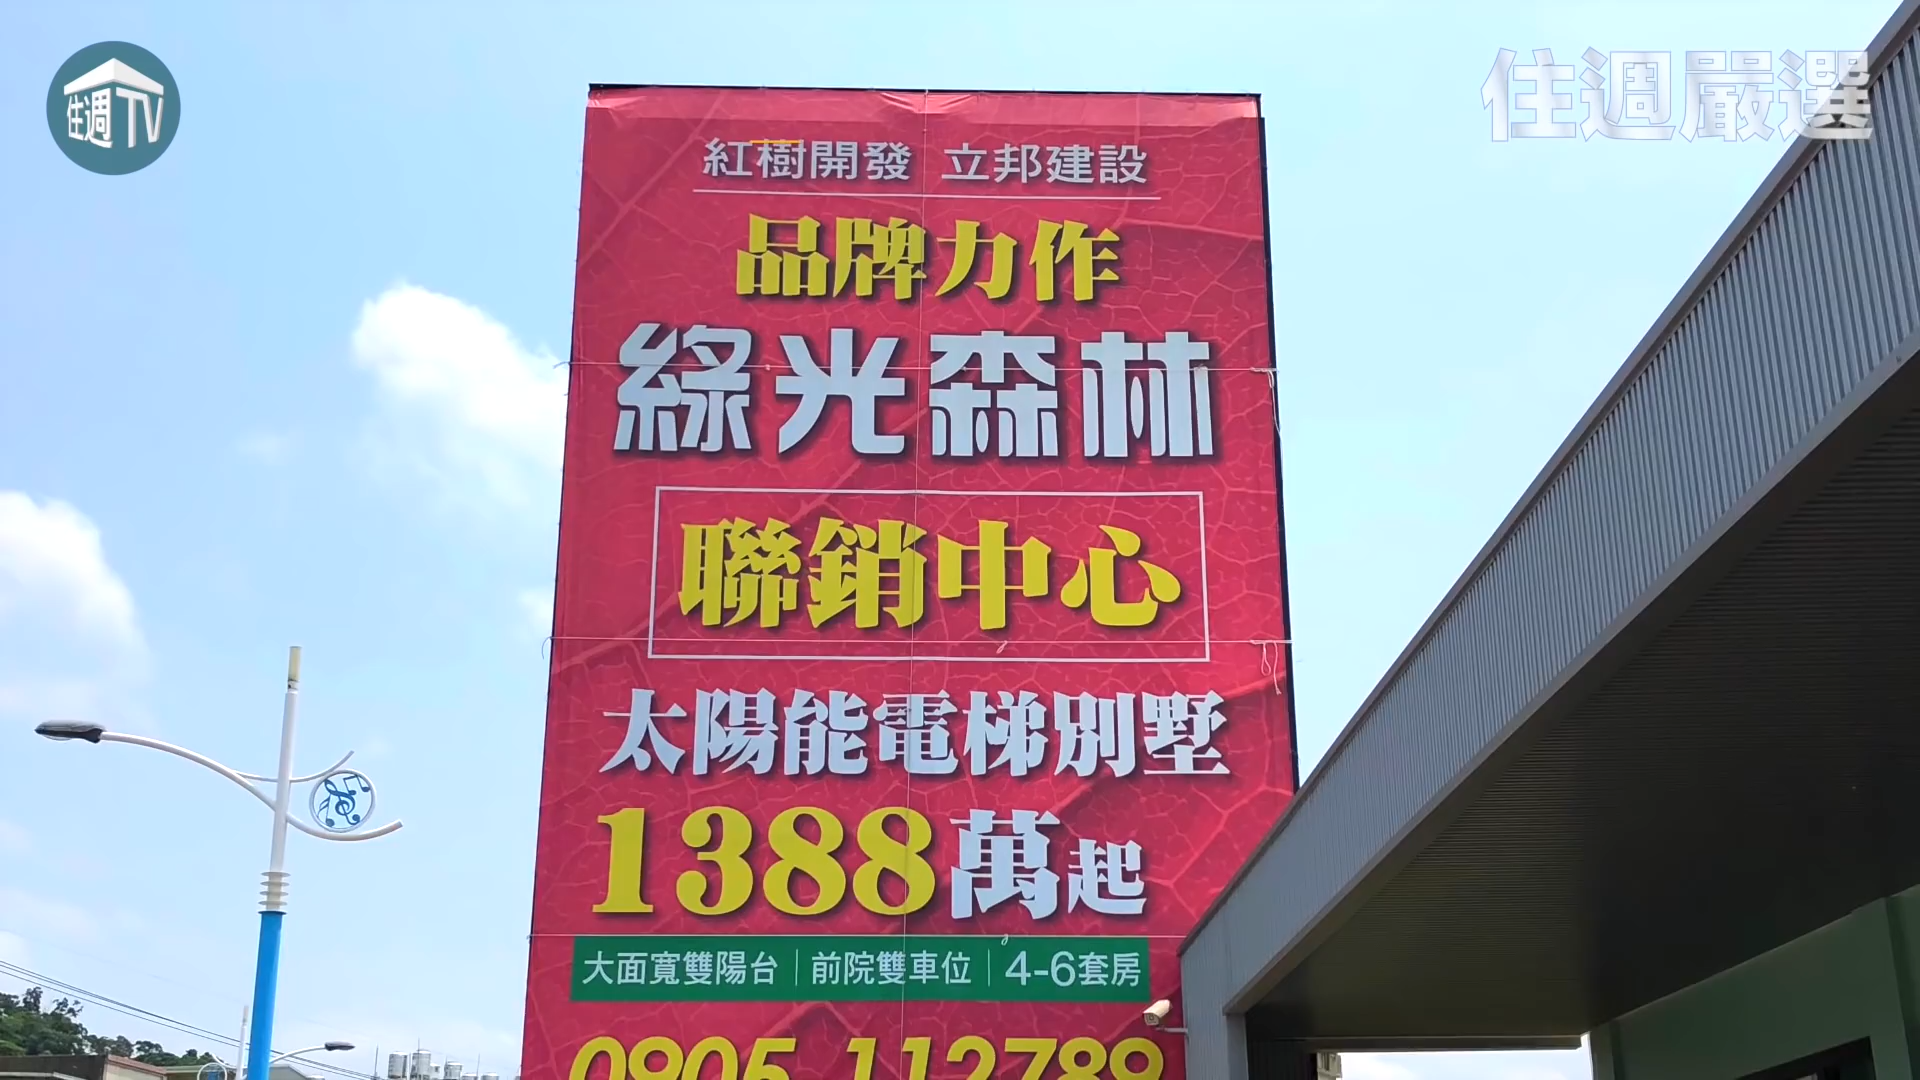 住週TV
住週嚴選
紅樹開發 立邦建設
品牌力作
綠光森林
聯銷中心
太陽能電梯別墅
1388萬起
大面寬雙陽台｜前院雙車位｜4-6套房
0905 112789